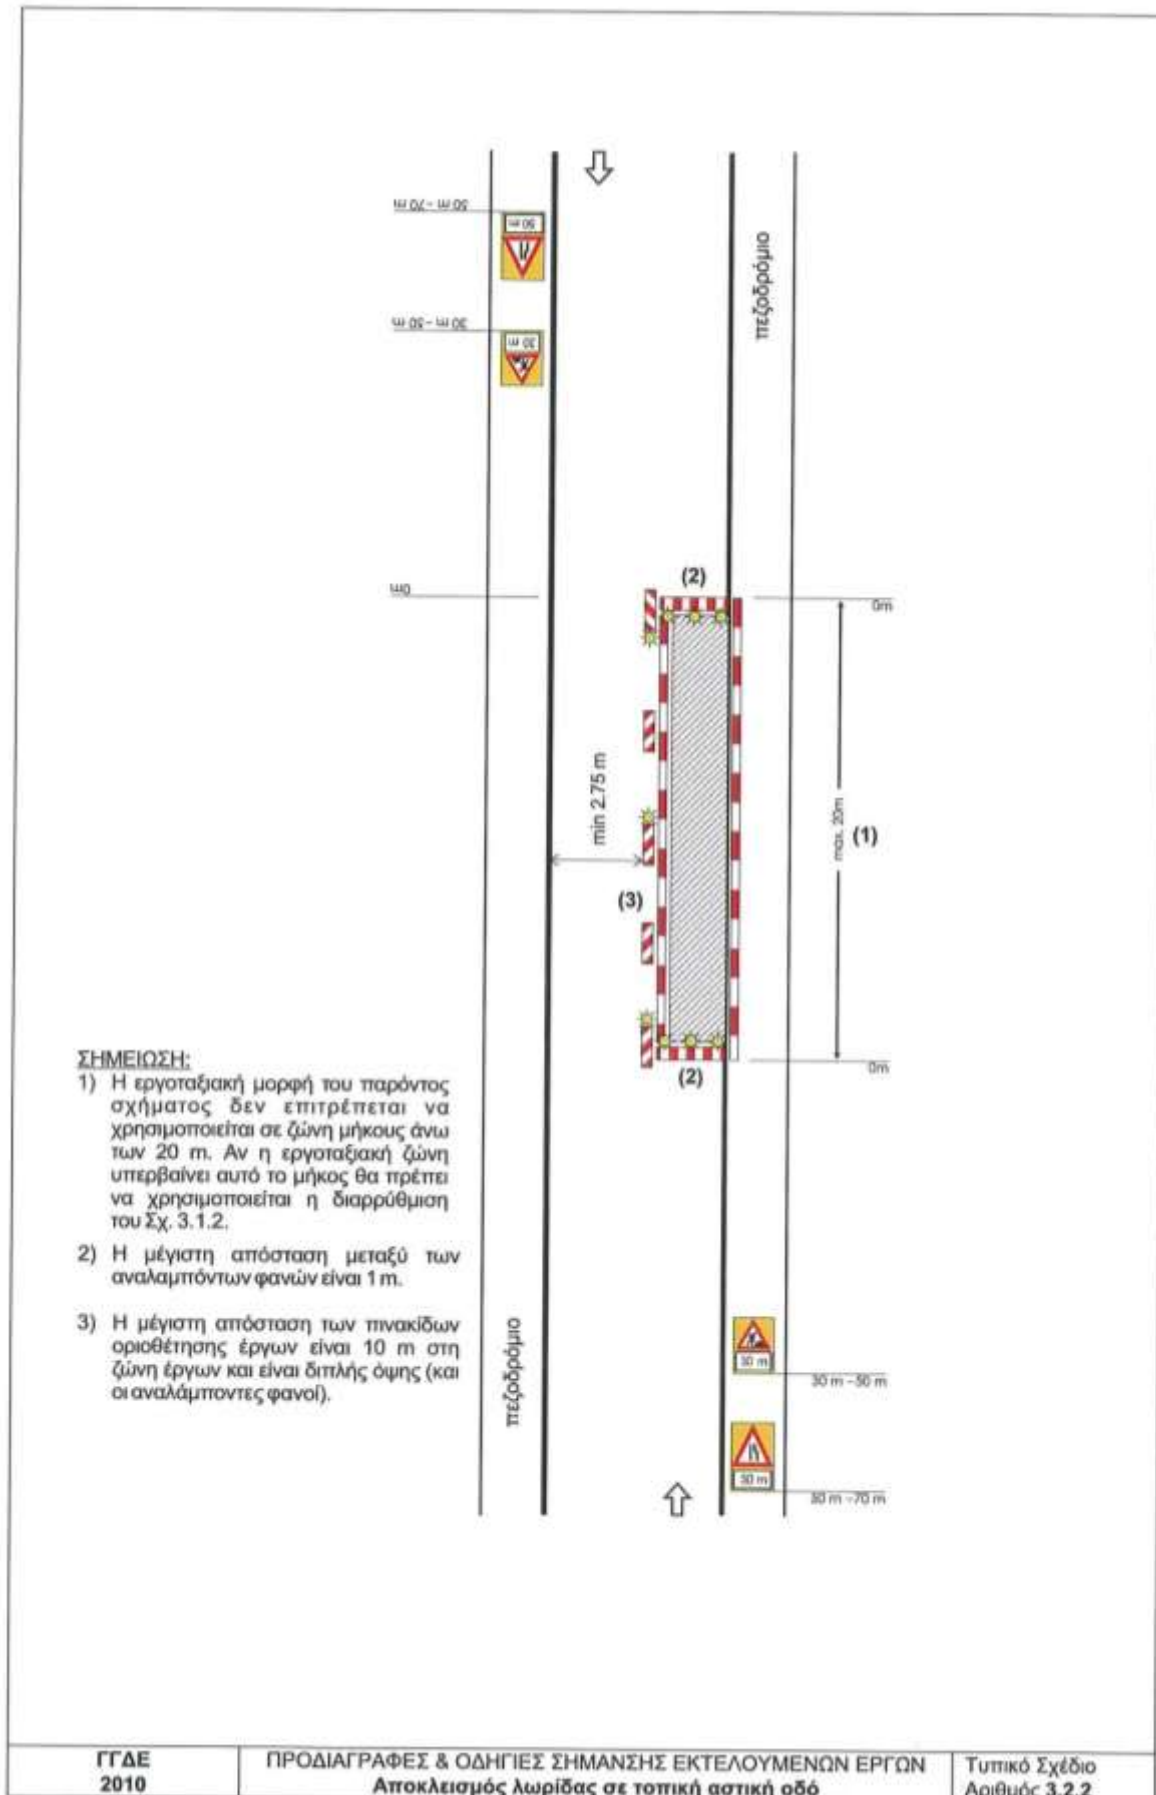 50 m - 70 m
50 m
30 m - 50 m
30 m
πεζοδρόμιο
0m
(2)
0m
min 2.75 m
max. 20m
(1)
(3)
0m
(2)
ΣΗΜΕΙΩΣΗ:
1) Η εργοταξιακή μορφή του παρόντος
σχήματος δεν επιτρέπεται να
χρησιμοποιείται σε ζώνη μήκους άνω
των 20 m. Αν η εργοταξιακή ζώνη
υπερβαίνει αυτό το μήκος θα πρέπει
να χρησιμοποιείται η διαρρύθμιση
του Σχ. 3.1.2.
2) Η μέγιστη απόσταση μεταξύ των
αναλαμπόντων φανών είναι 1 m.
3) Η μέγιστη απόσταση των πινακίδων
οριοθέτησης έργων είναι 10 m στη
ζώνη έργων και είναι διπλής όψης (και
οι αναλάμποντες φανοί).
πεζοδρόμιο
30 m
30 m -50 m
50 m
50 m -70 m
ΓΓΔΕ
2010
ΠΡΟΔΙΑΓΡΑΦΕΣ & ΟΔΗΓΙΕΣ ΣΗΜΑΝΣΗΣ ΕΚΤΕΛΟΥΜΕΝΩΝ ΕΡΓΩΝ
Αποκλεισμός λωρίδας σε τοπική αστική οδό
Τυπικό Σχέδιο
Αριθμός 3.2.2